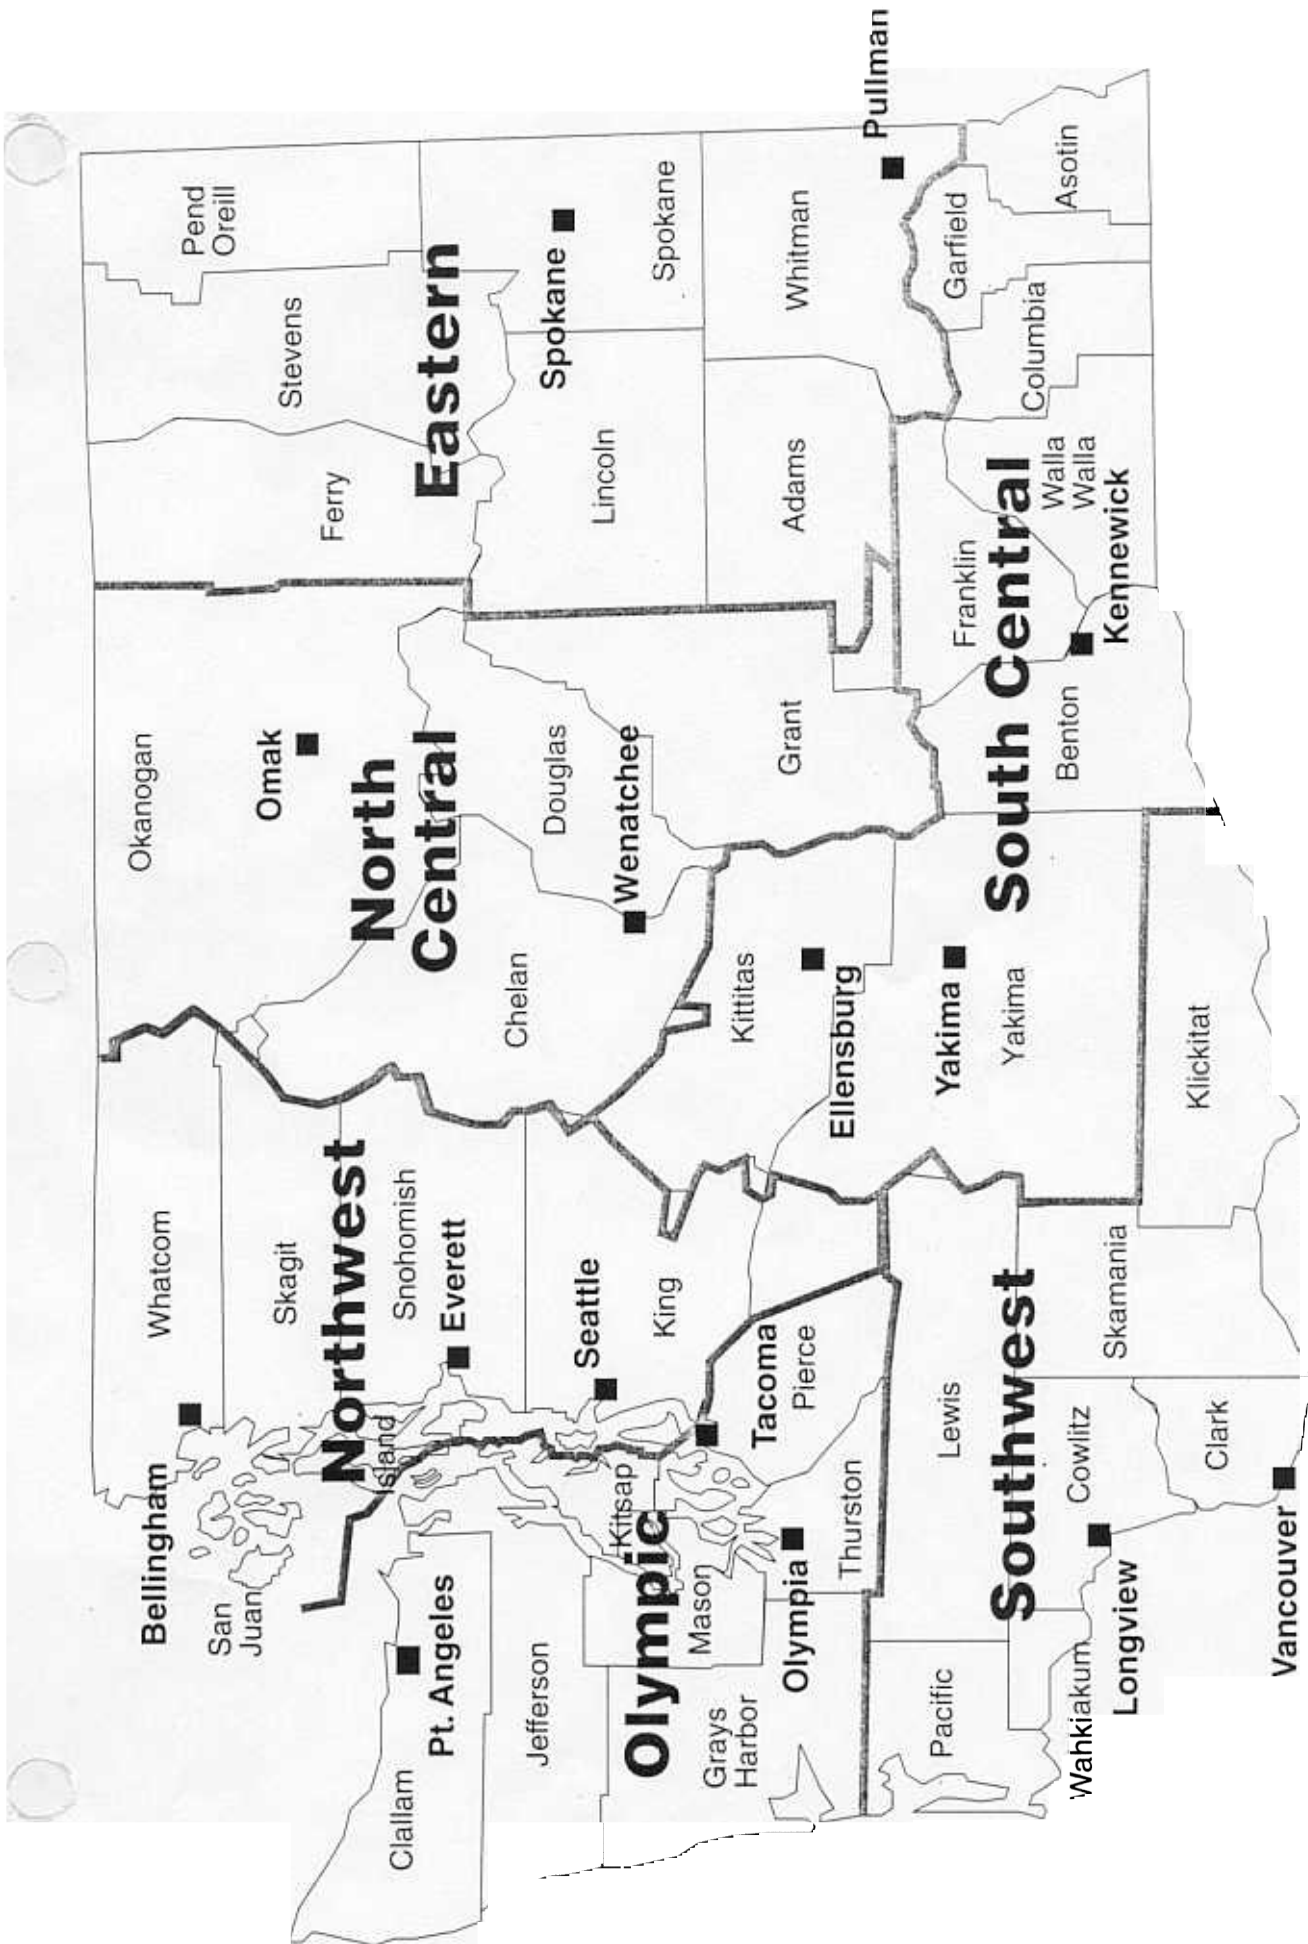 Pend
Oreill
Stevens
Ferry
Eastern
Spokane
Spokane
Lincoln
Whitman
Pullman
Adams
Garfield
Asotin
Columbia
Walla
Walla
Kennewick
Franklin
South Central
Benton
Okanogan
Omak
North
Central
Douglas
Wenatchee
Grant
Chelan
Kittitas
Ellensburg
Yakima
Yakima
Klickitat
Whatcom
Bellingham
San
Juan
Skagit
Northwest
Island
Snohomish
Everett
Seattle
King
Tacoma
Pierce
Clallam
Pt. Angeles
Jefferson
Kitsap
Olympic
Mason
Grays
Harbor
Olympia
Thurston
Lewis
Southwest
Pacific
Wahkiakum
Longview
Cowlitz
Skamania
Clark
Vancouver